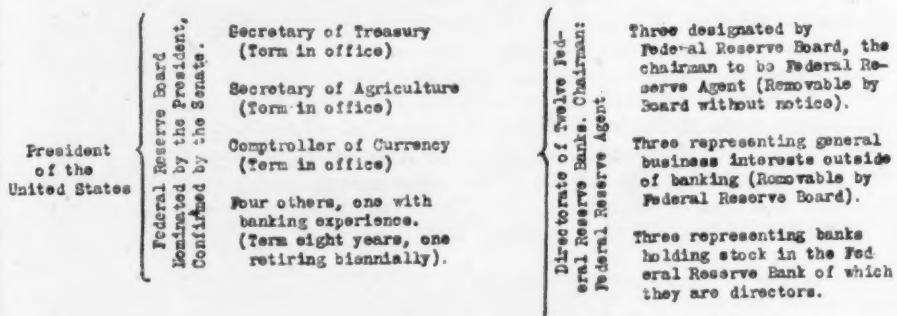 President
of the
United States
Federal Reserve Board
Nominated by the President,
Confirmed by the Senate.
Secretary of Treasury
(Term in office)
Secretary of Agriculture
(Term in office)
Comptroller of Currency
(Term in office)
Four others, one with
banking experience.
(Term eight years, one
retiring biennially).
Directorate of Twelve Fed-
eral Reserve Banks. Chairman:
Federal Reserve Agent
Three designated by
Federal Reserve Board, the
chairman to be Federal Re-
serve Agent (Removable by
Board without notice).
Three representing general
business interests outside
of banking (Removable by
Federal Reserve Board).
Three representing banks
holding stock in the Fed
eral Reserve Bank of which
they are directors.